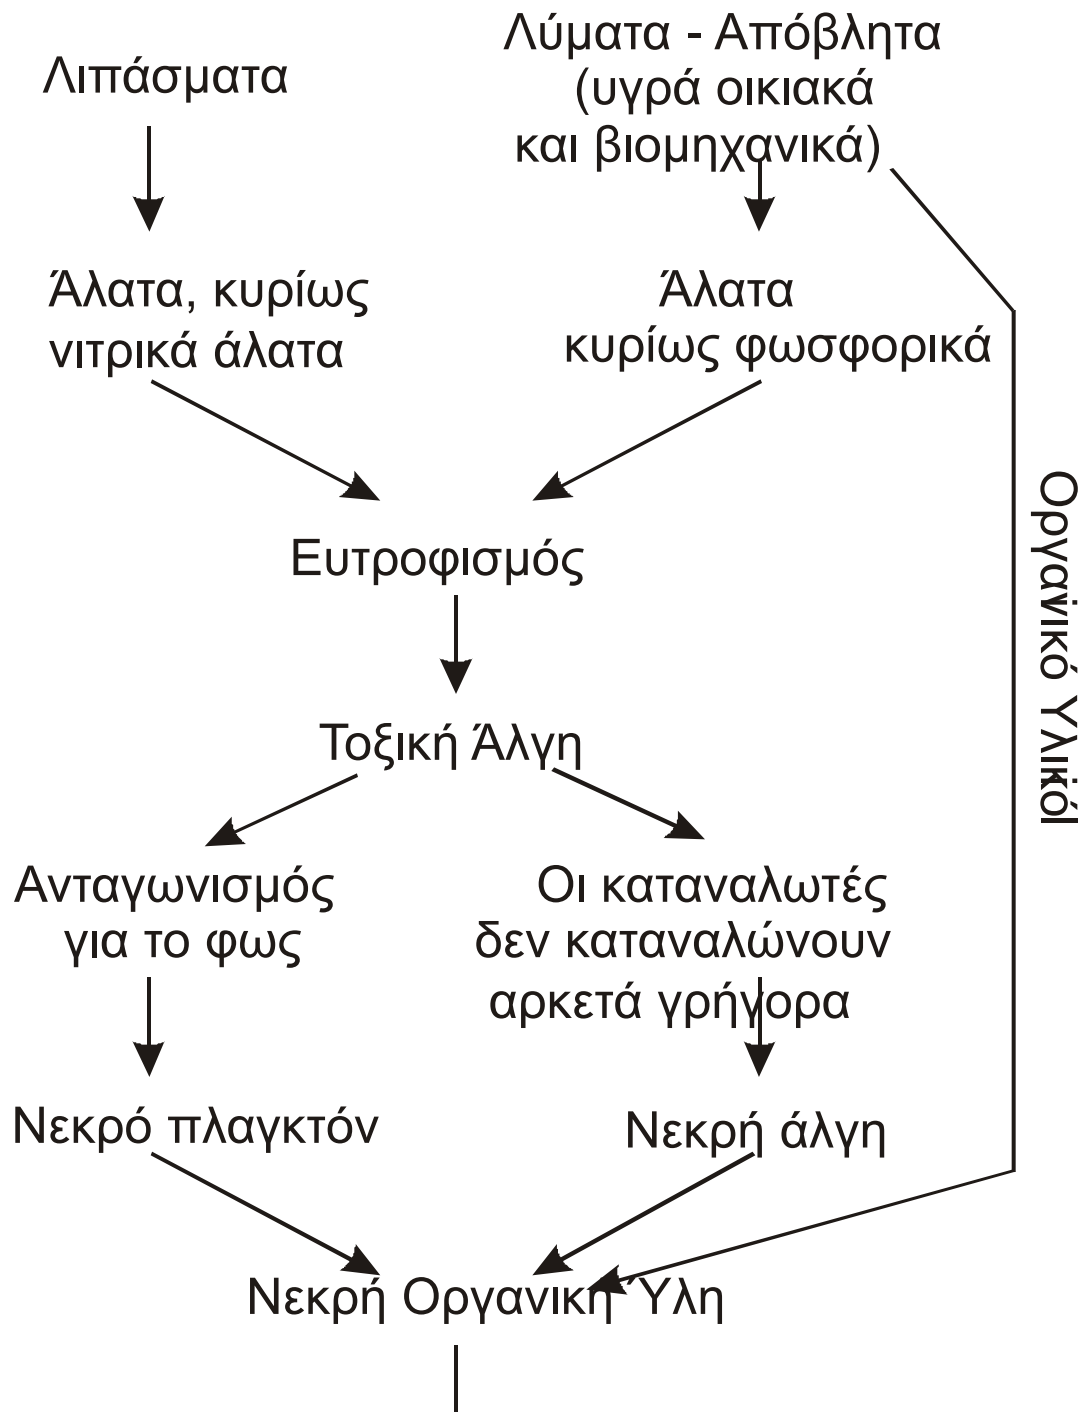 Λιπάσματα
Λύματα - Απόβλητα
(υγρά οικιακά
και βιομηχανικά)
Άλατα, κυρίως
νιτρικά άλατα
Άλατα
κυρίως φωσφορικά
Ευτροφισμός
Τοξική Άλγη
Ανταγωνισμός
για το φως
Οι καταναλωτές
δεν καταναλώνουν
αρκετά γρήγορα
Νεκρό πλαγκτόν
Νεκρή άλγη
Νεκρή Οργανική Ύλη
Οργανικό Υλικό